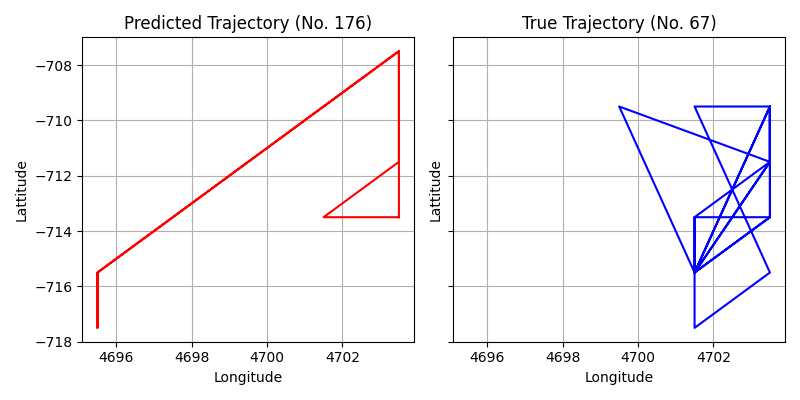 Predicted Trajectory (No. 176)
True Trajectory (No. 67)
−708
−710
−712
−714
−716
−718
Lattitude
Lattitude
4696
4698
4700
4702
4696
4698
4700
4702
Longitude
Longitude